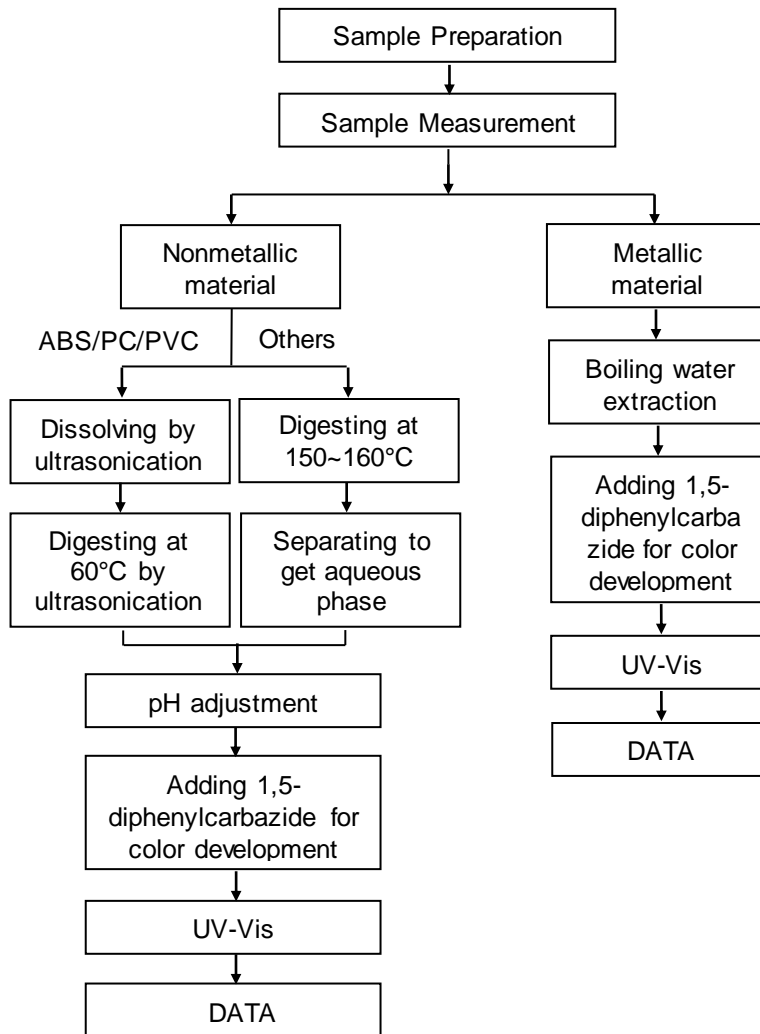 Sample Preparation
Sample Measurement
Nonmetallic
material
ABS/PC/PVC
Others
Dissolving by
ultrasonication
Digesting at
150~160°C
Digesting at
60°C by
ultrasonication
Separating to
get aqueous
phase
pH adjustment
Adding 1,5-
diphenylcarbazide for
color development
UV-Vis
DATA
Metallic
material
Boiling water
extraction
Adding 1,5-
diphenylcarba
zide for color
development
UV-Vis
DATA